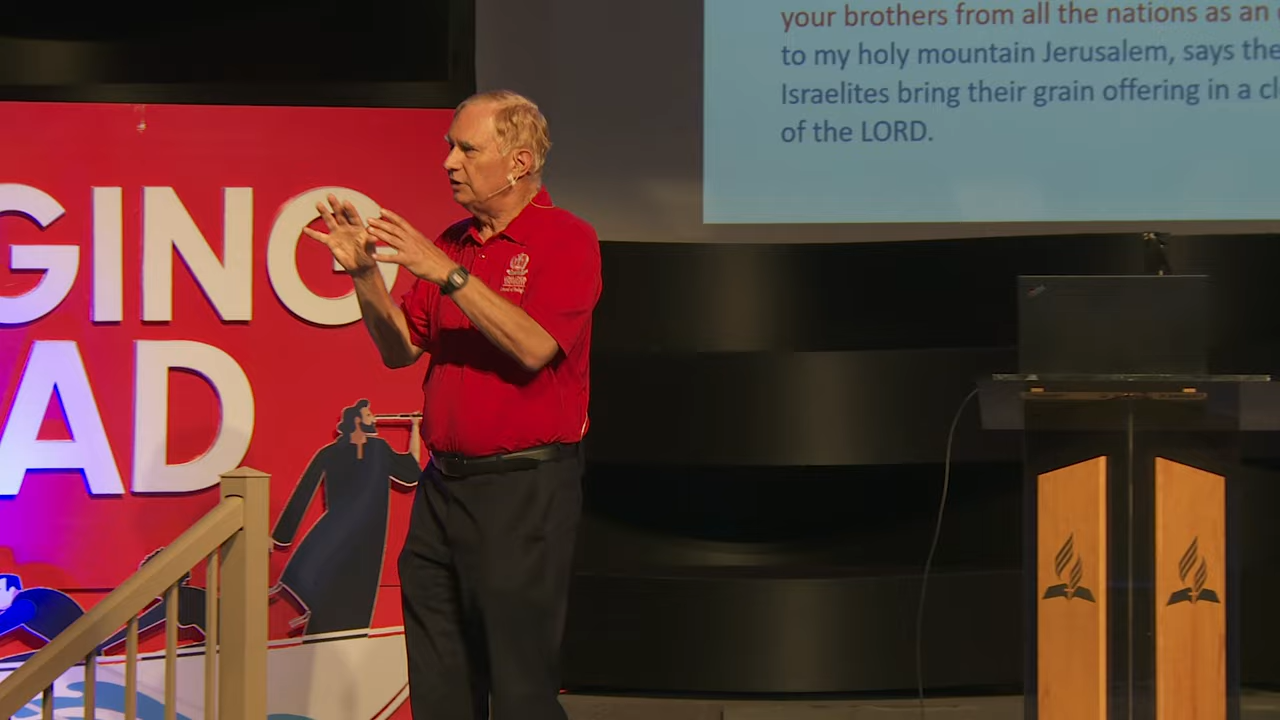 your brothers from all the nations as an
to my holy mountain Jerusalem, says the
Israelites bring their grain offering in a cl
of the LORD.
GING
AD